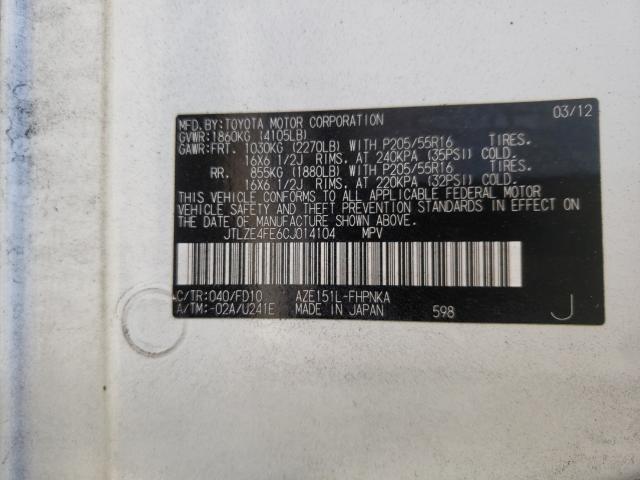 MFD.BY:TOYOTA MOTOR CORPORATION 03/12
GVWR:1860KG (4105LB)
GAWR:FRT. 1030KG (2270LB) WITH P205/55R16 TIRES.
16X6 1/2J RIMS. AT 240KPA (35PSI) COLD.
RR. 855KG (1880LB) WITH P205/55R16 TIRES.
16X6 1/2J RIMS. AT 220KPA (32PSI) COLD.
THIS VEHICLE CONFORMS TO ALL APPLICABLE FEDERAL MOTOR
VEHICLE SAFETY AND THEFT PREVENTION STANDARDS IN EFFECT ON
THE DATE OF MANUFACTURE SHOWN ABOVE.
JTLZE4FE6CJ014104 MPV
C/TR:040/FD10 AZE151L-FHPNKA
A/TM:-02A/U241E MADE IN JAPAN 598 J